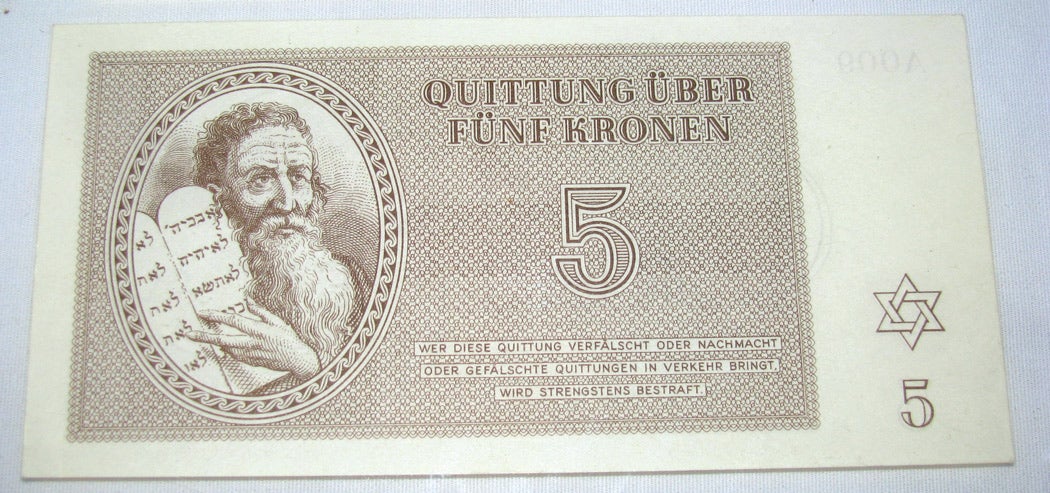 QUITTUNG ÜBER
FÜNF KRONEN
5
WER DIESE QUITTUNG VERFÄLSCHT ODER NACHMACHT
ODER GEFÄLSCHTE QUITTUNGEN IN VERKEHR BRINGT,
WIRD STRENGSTENS BESTRAFT.
5
A009